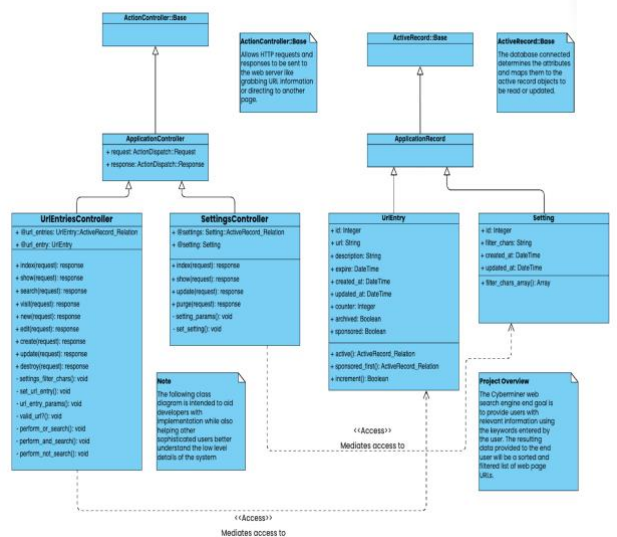 ActionController::Base
ActionController::Base
Allows HTTP requests and
responses to be sent to
the web server like
grabbing URL information
or directing to another
page.
ActiveRecord::Base
ActiveRecord::Base
The database connected
determines the attributes
and maps them to the
active record objects to
be read or updated.
ApplicationController
+ request: ActionDispatch::Request
+ response: ActionDispatch::Response
ApplicationRecord
UrlEntriesController
+ @url_entries: UrlEntry::ActiveRecord_Relation
+ @url_entry: UrlEntry
+ index(request): response
+ show(request): response
+ search(request): response
+ visit(request): response
+ new(request): response
+ edit(request): response
+ create(request): response
+ update(request): response
+ destroy(request): response
- settings_filter_chars(): void
- set_url_entry(): void
- url_entry_params(): void
- valid_url?(): void
- perform_or_search(): void
- perform_and_search(): void
- perform_not_search(): void
SettingsController
+ @settings: Setting::ActiveRecord_Relation
+ @setting: Setting
+ index(request): response
+ show(request): response
+ update(request): response
+ purge(request): response
- setting_params(): void
- set_setting(): void
UrlEntry
+ id: Integer
+ url: String
+ description: String
+ expire: DateTime
+ created_at: DateTime
+ updated_at: DateTime
+ counter: Integer
+ archived: Boolean
+ sponsored: Boolean
+ active(): ActiveRecord_Relation
+ sponsored_first(): ActiveRecord_Relation
+ increment(): Boolean
Setting
+ id: Integer
+ filter_chars: String
+ created_at: DateTime
+ updated_at: DateTime
+ filter_chars_array(): Array
Note
The following class
diagram is intended to aid
developers with
implementation while also
helping other
sophisticated users better
understand the low level
details of the system
<<Access>>
Mediates access to
Project Overview
The Cyberminer web
search engine end goal is
to provide users with
relevant information using
the keywords entered by
the user. The resulting
data provided to the end
user will be a sorted and
filtered list of web page
URLs.
<<Access>>
Mediates access to